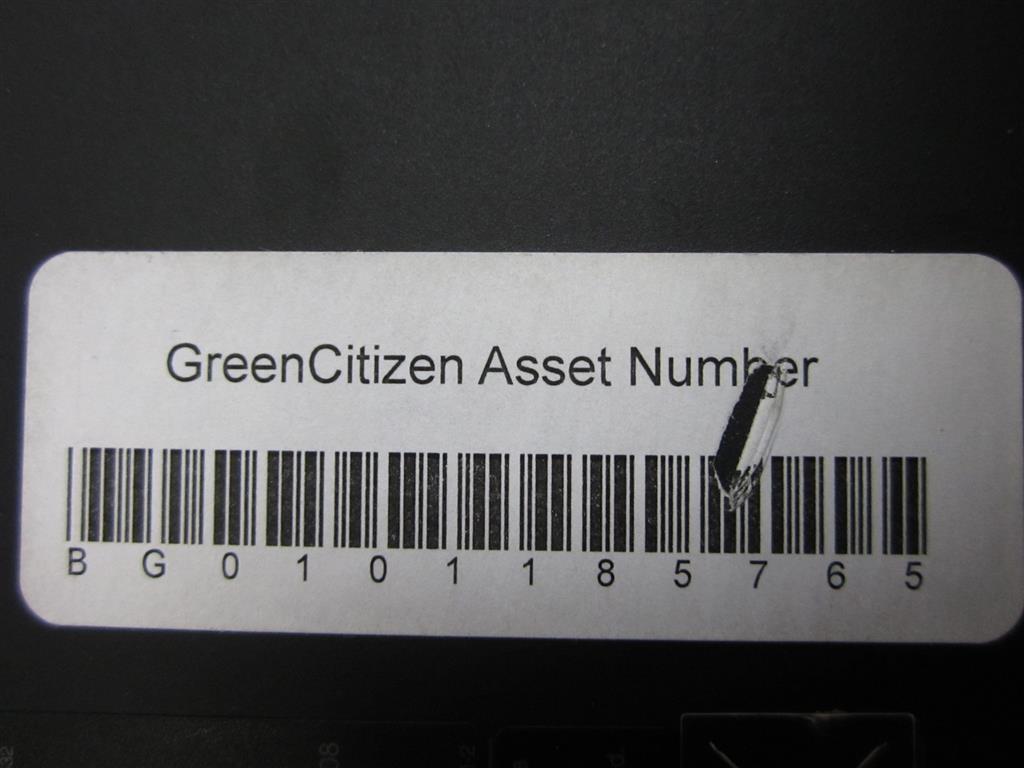 GreenCitizen Asset Number
B G 0 1 0 1 1 8 5 7 6 5